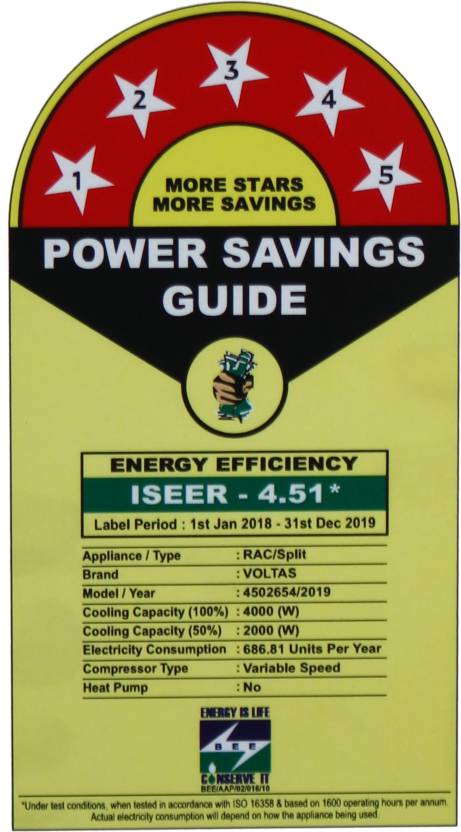 1 2 3 4 5
MORE STARS
MORE SAVINGS
POWER SAVINGS
GUIDE
ENERGY EFFICIENCY
ISEER - 4.51*
Label Period : 1st Jan 2018 - 31st Dec 2019
Appliance / Type : RAC/Split
Brand : VOLTAS
Model / Year : 4502654/2019
Cooling Capacity (100%) : 4000 (W)
Cooling Capacity (50%) : 2000 (W)
Electricity Consumption : 686.81 Units Per Year
Compressor Type : Variable Speed
Heat Pump : No
ENERGY IS LIFE
BEE
CONSERVE IT
BEE/AAP/02/016/10
*Under test conditions, when tested in accordance with ISO 16358 & based on 1600 operating hours per annum.
Actual electricity consumption will depend on how the appliance being used.